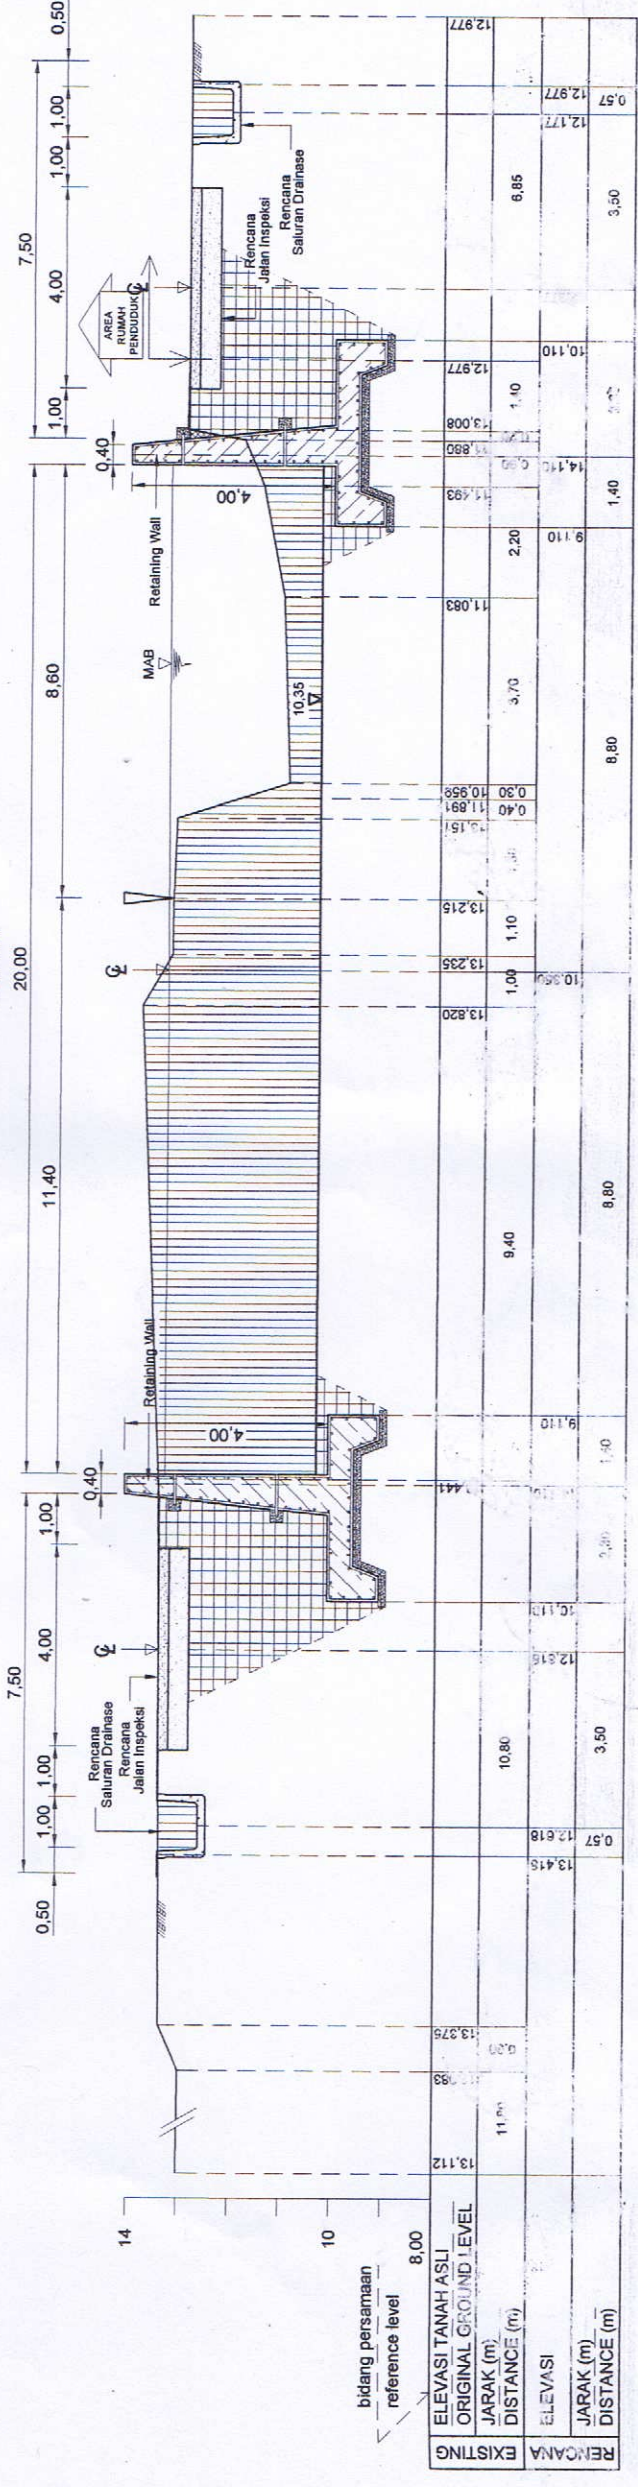 7,50
20,00
7,50
0,50
1,00
1,00
4,00
1,00
0,40
11,40
8,60
0,40
1,00
4,00
1,00
1,00
0,50
Rencana
Saluran Drainase
Rencana
Jalan Inspeksi
℄
Retaining Wall
4,00
℄
MAB
10,35
Retaining Wall
4,00
AREA
RUMAH
PENDUDUK
℄
Rencana
Jalan Inspeksi
Rencana
Saluran Drainase
14
10
8,00
bidang persamaan
reference level
EXISTING
ELEVASI TANAH ASLI
ORIGINAL GROUND LEVEL
13,112
13,375
13,820
13,235
13,215
13,151
11,891
10,959
11,083
11,493
11,880
13,008
12,977
12,977
JARAK (m)
DISTANCE (m)
10,80
9,40
1,00
1,10
0,40
0,30
3,70
2,20
0,90
1,40
6,85
RENCANA
ELEVASI
13,415
12,618
10,110
9,110
10,350
9,110
14,110
10,110
12,177
12,977
JARAK (m)
DISTANCE (m)
0,57
3,50
8,80
8,80
1,40
3,50
0,57